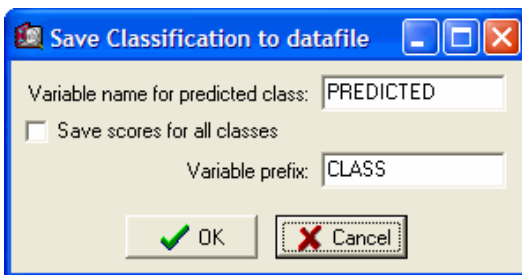 Save Classification to datafile
Variable name for predicted class: PREDICTED
Save scores for all classes
Variable prefix: CLASS
OK Cancel